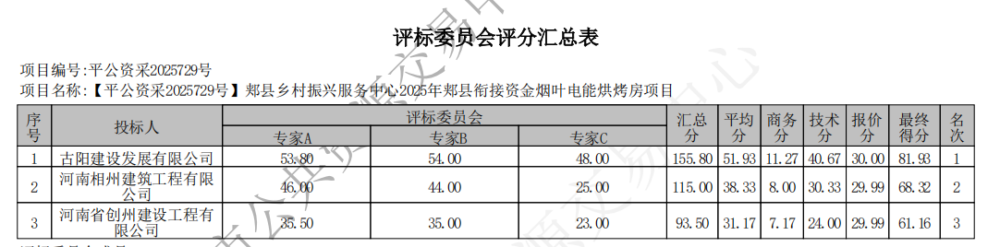 评标委员会评分汇总表
项目编号:平公资采2025729号
项目名称:【平公资采2025729号】郏县乡村振兴服务中心2025年郏县衔接资金烟叶电能烘烤房项目
序号 投标人 评标委员会 汇总分 平均分 商务分 技术分 报价分 最终得分 名次
专家A 专家B 专家C
1 古阳建设发展有限公司 53.80 54.00 48.00 155.80 51.93 11.27 40.67 30.00 81.93 1
2 河南相州建筑工程有限公司 46.00 44.00 25.00 115.00 38.33 8.00 30.33 29.99 68.32 2
3 河南省创州建设工程有限公司 35.50 35.00 23.00 93.50 31.17 7.17 24.00 29.99 61.16 3